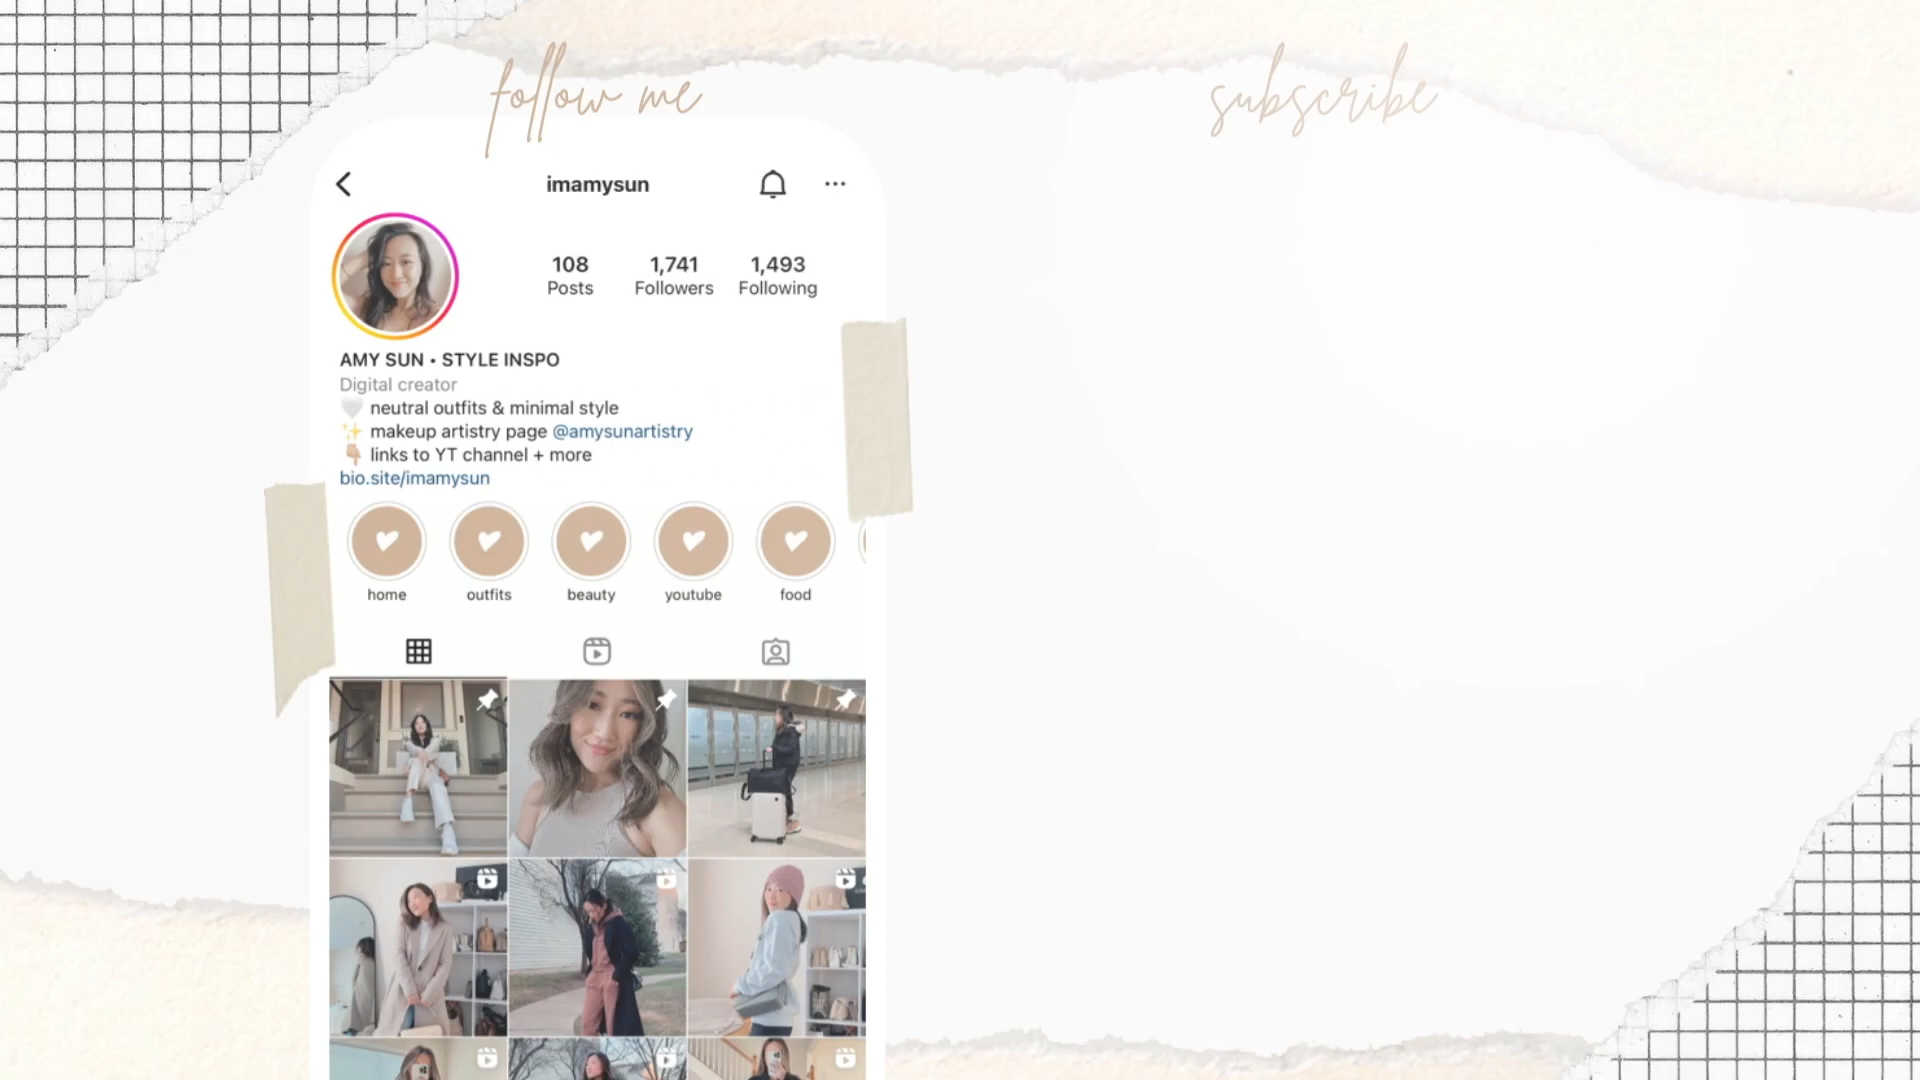 follow me
subscribe
imamysun
108
1,741
1,493
Posts
Followers
Following
AMY SUN • STYLE INSPO
Digital creator
🤍 neutral outfits & minimal style
✨ makeup artistry page @amysunartistry
👇🏼 links to YT channel + more
bio.site/imamysun
home
outfits
beauty
youtube
food